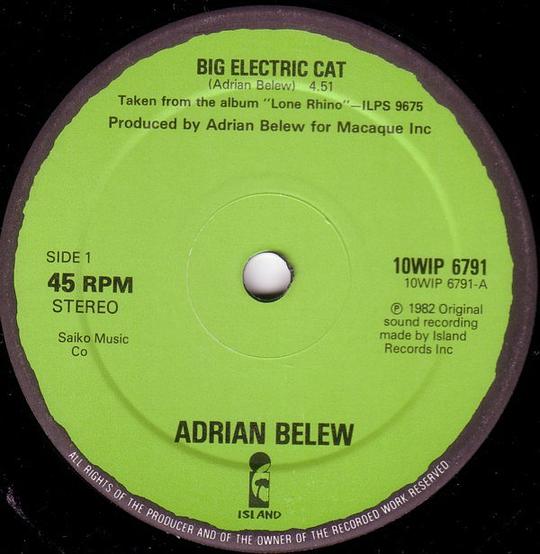 BIG ELECTRIC CAT
(Adrian Belew) 4.51
Taken from the album "Lone Rhino"—ILPS 9675
Produced by Adrian Belew for Macaque Inc
SIDE 1
45 RPM
STEREO
Saiko Music
Co
10WIP 6791
10WIP 6791-A
℗ 1982 Original
sound recording
made by Island
Records Inc
ADRIAN BELEW
ISLAND
ALL RIGHTS OF THE PRODUCER AND OF THE OWNER OF THE RECORDED WORK RESERVED